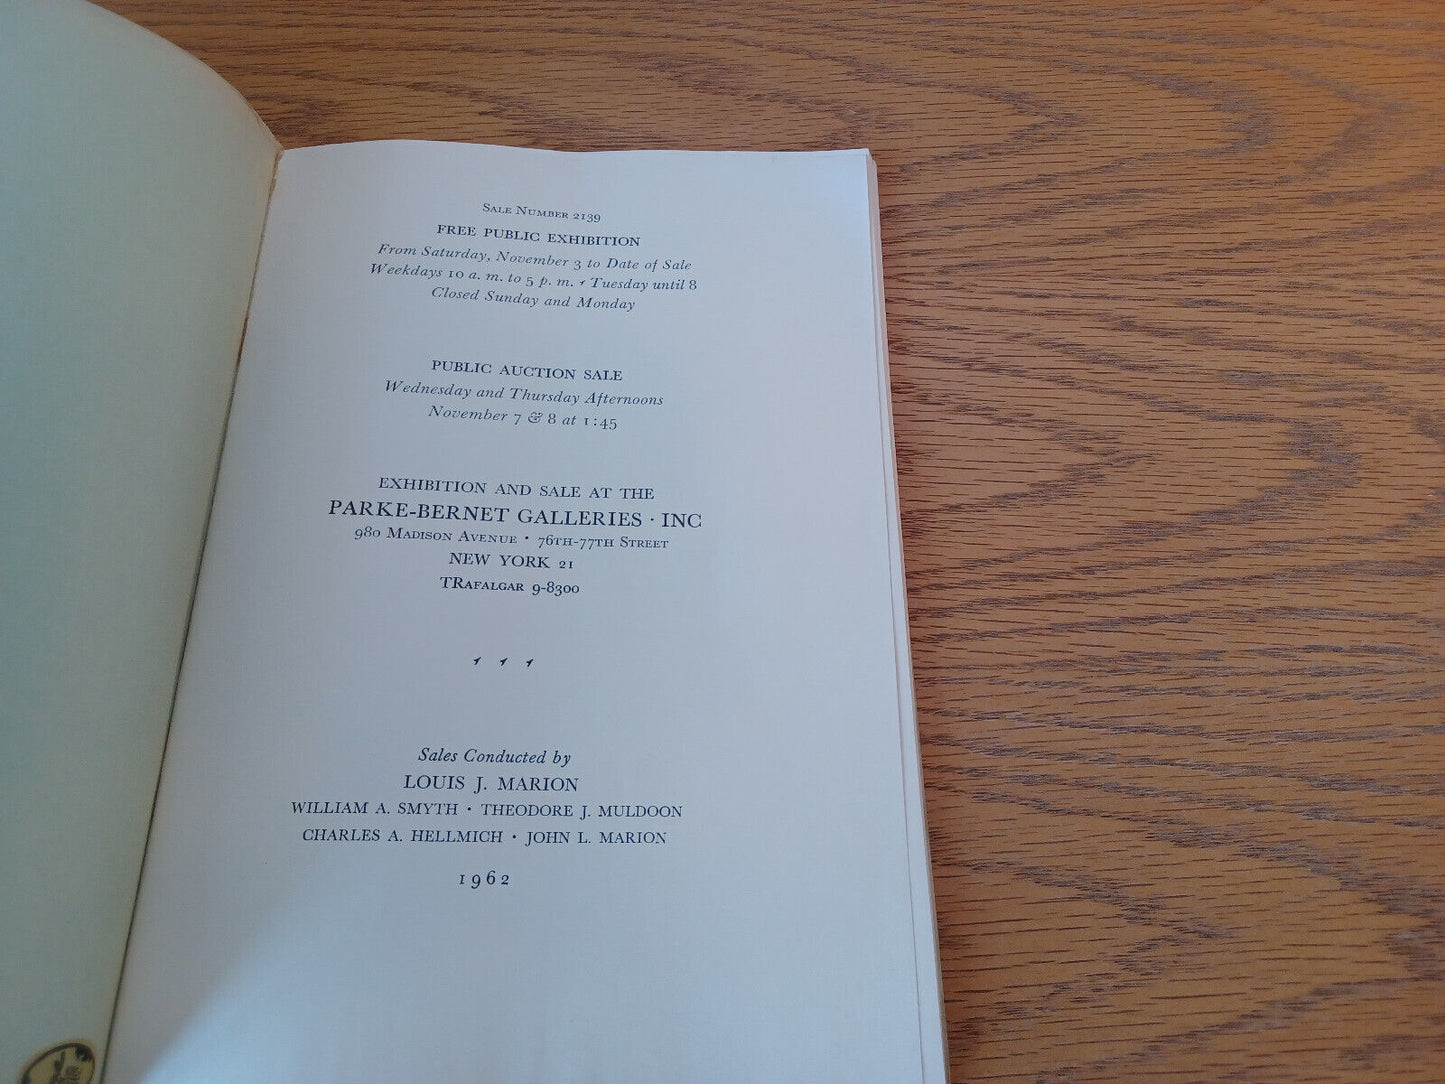 Sale Number 2139
FREE PUBLIC EXHIBITION
From Saturday, November 3 to Date of Sale
Weekdays 10 a. m. to 5 p. m. · Tuesday until 8
Closed Sunday and Monday
PUBLIC AUCTION SALE
Wednesday and Thursday Afternoons
November 7 & 8 at 1:45
EXHIBITION AND SALE AT THE
PARKE-BERNET GALLERIES · INC
980 Madison Avenue · 76th-77th Street
NEW YORK 21
TRafalgar 9-8300
Sales Conducted by
LOUIS J. MARION
WILLIAM A. SMYTH · THEODORE J. MULDOON
CHARLES A. HELLMICH · JOHN L. MARION
1962